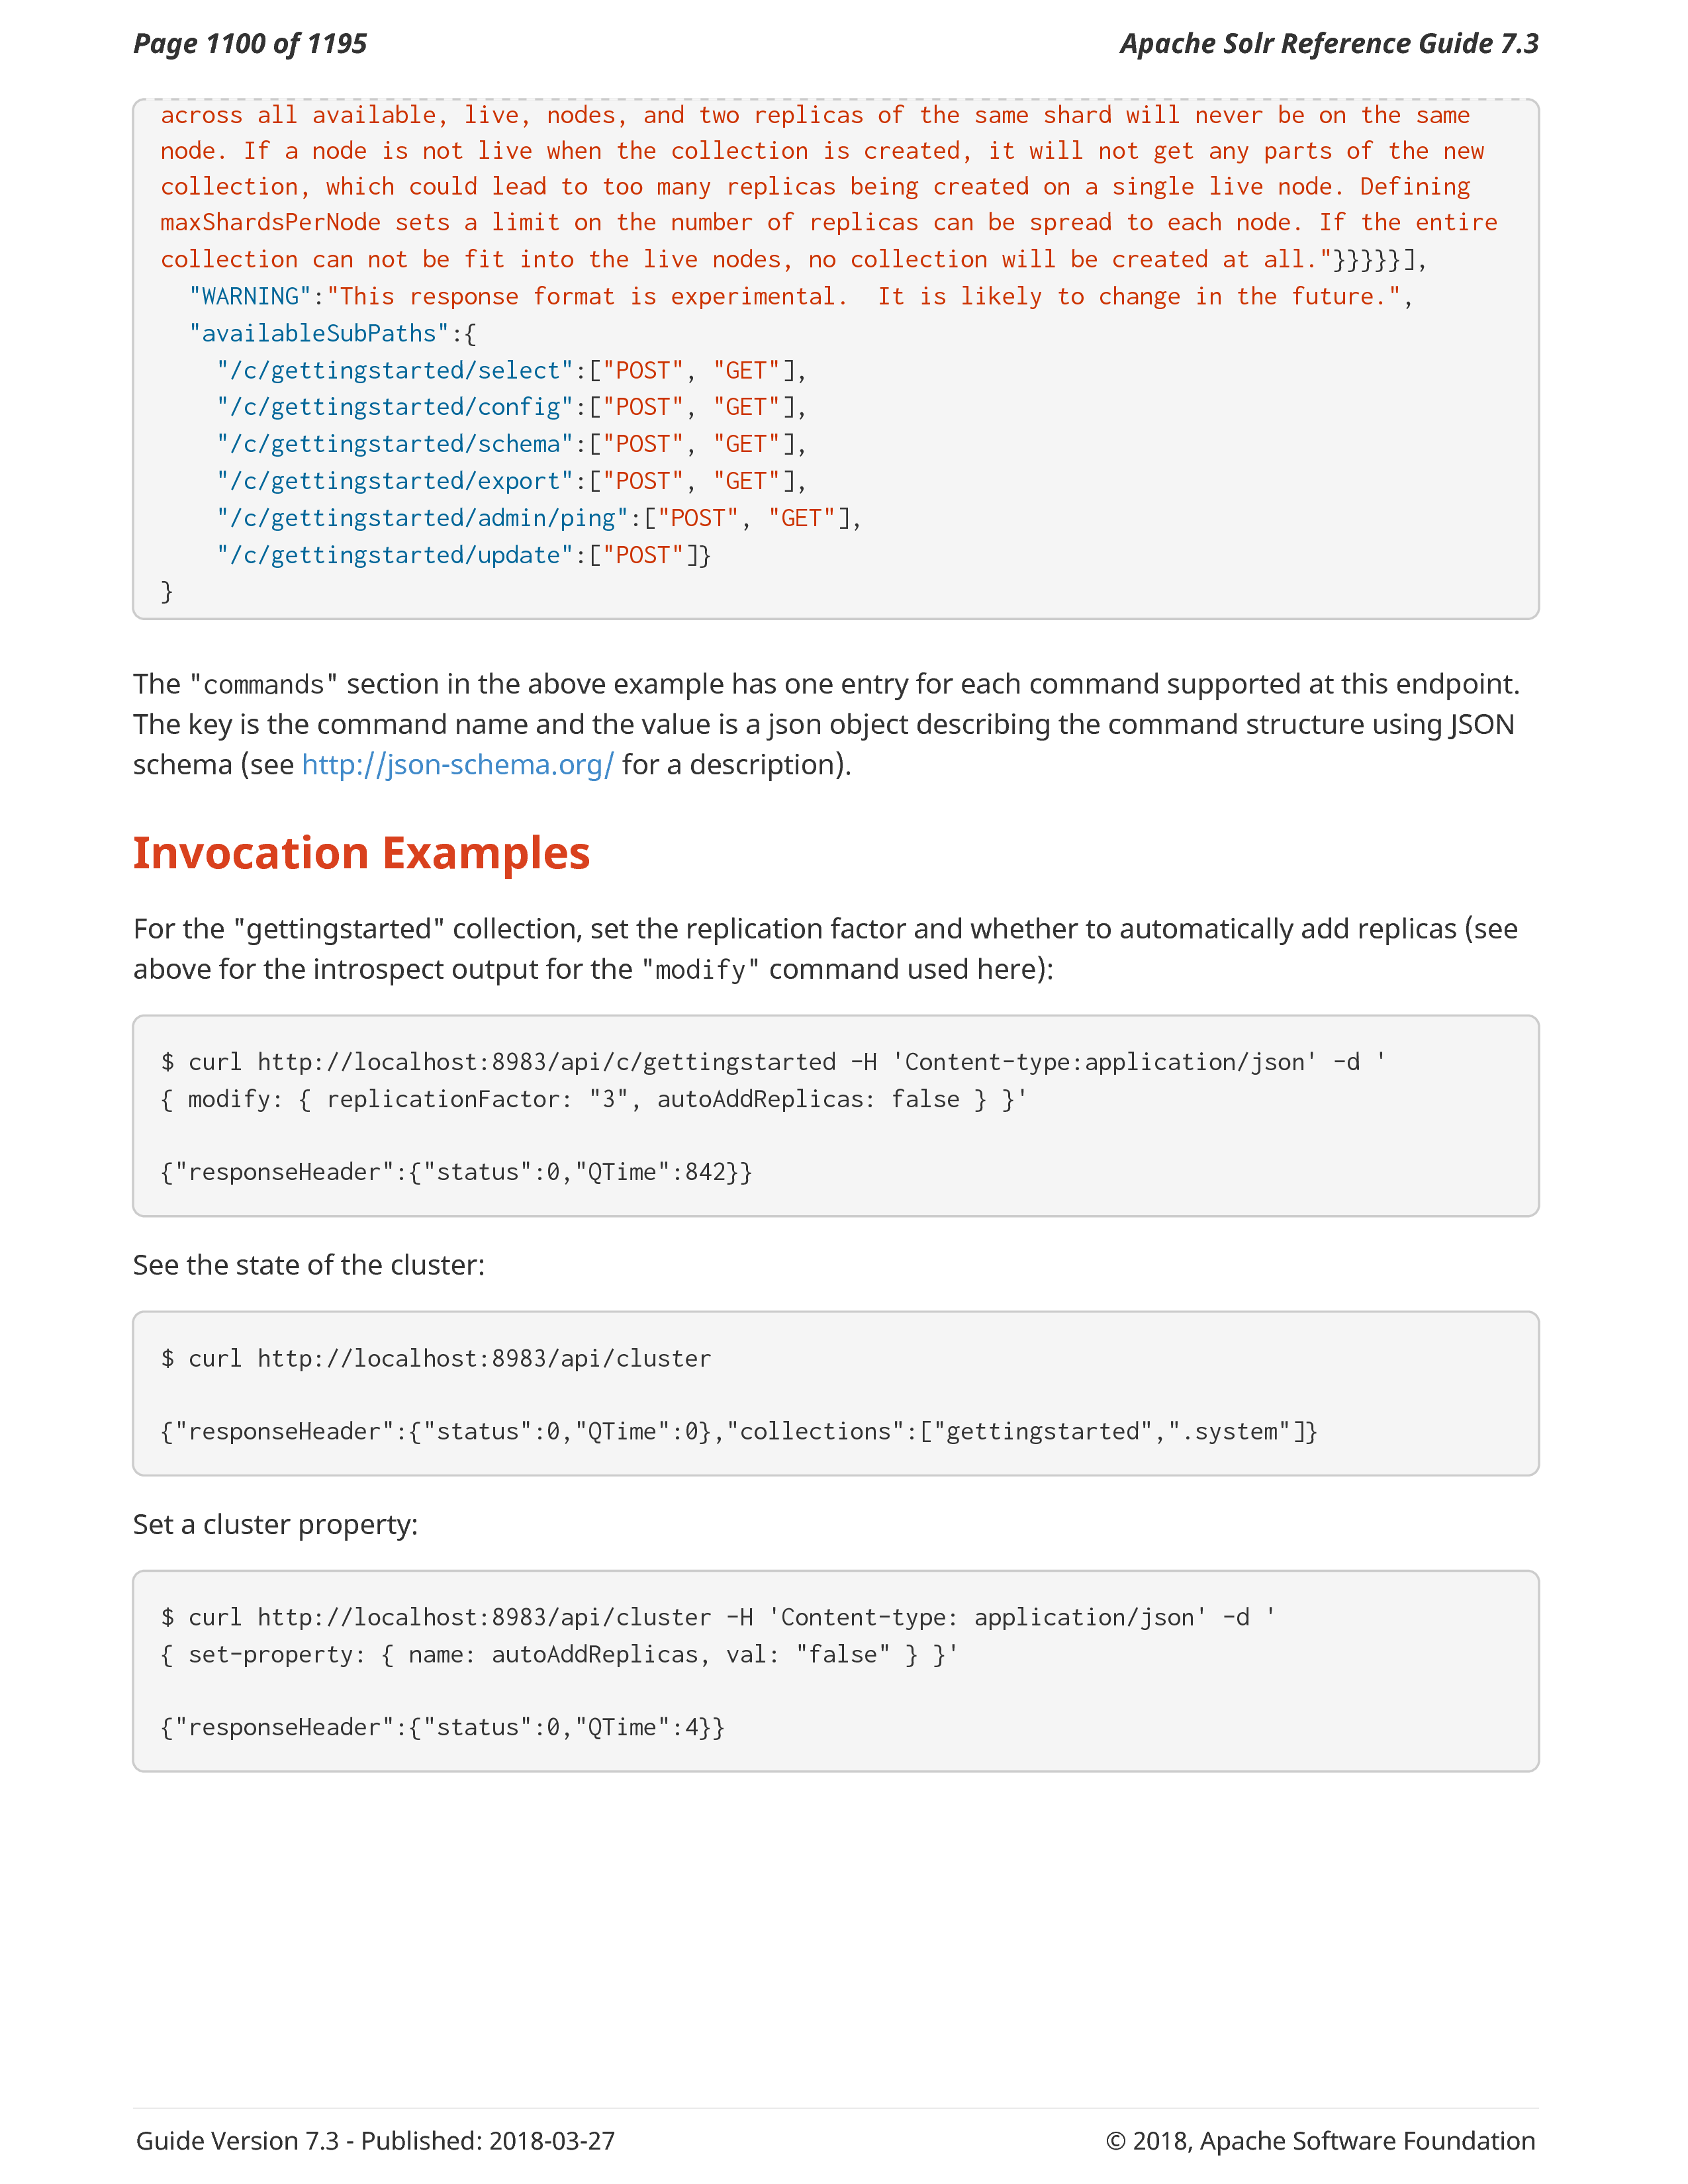 Page 1100 of 1195
Apache Solr Reference Guide 7.3
across all available, live, nodes, and two replicas of the same shard will never be on the same
node. If a node is not live when the collection is created, it will not get any parts of the new
collection, which could lead to too many replicas being created on a single live node. Defining
maxShardsPerNode sets a limit on the number of replicas can be spread to each node. If the entire
collection can not be fit into the live nodes, no collection will be created at all."}}}}}],
  "WARNING":"This response format is experimental.  It is likely to change in the future.",
  "availableSubPaths":{
    "/c/gettingstarted/select":["POST", "GET"],
    "/c/gettingstarted/config":["POST", "GET"],
    "/c/gettingstarted/schema":["POST", "GET"],
    "/c/gettingstarted/export":["POST", "GET"],
    "/c/gettingstarted/admin/ping":["POST", "GET"],
    "/c/gettingstarted/update":["POST"]}
}
The "commands" section in the above example has one entry for each command supported at this endpoint.
The key is the command name and the value is a json object describing the command structure using JSON
schema (see http://json-schema.org/ for a description).
Invocation Examples
For the "gettingstarted" collection, set the replication factor and whether to automatically add replicas (see
above for the introspect output for the "modify" command used here):
$ curl http://localhost:8983/api/c/gettingstarted -H 'Content-type:application/json' -d '
{ modify: { replicationFactor: "3", autoAddReplicas: false } }'
{"responseHeader":{"status":0,"QTime":842}}
See the state of the cluster:
$ curl http://localhost:8983/api/cluster
{"responseHeader":{"status":0,"QTime":0},"collections":["gettingstarted",".system"]}
Set a cluster property:
$ curl http://localhost:8983/api/cluster -H 'Content-type: application/json' -d '
{ set-property: { name: autoAddReplicas, val: "false" } }'
{"responseHeader":{"status":0,"QTime":4}}
Guide Version 7.3 - Published: 2018-03-27
© 2018, Apache Software Foundation